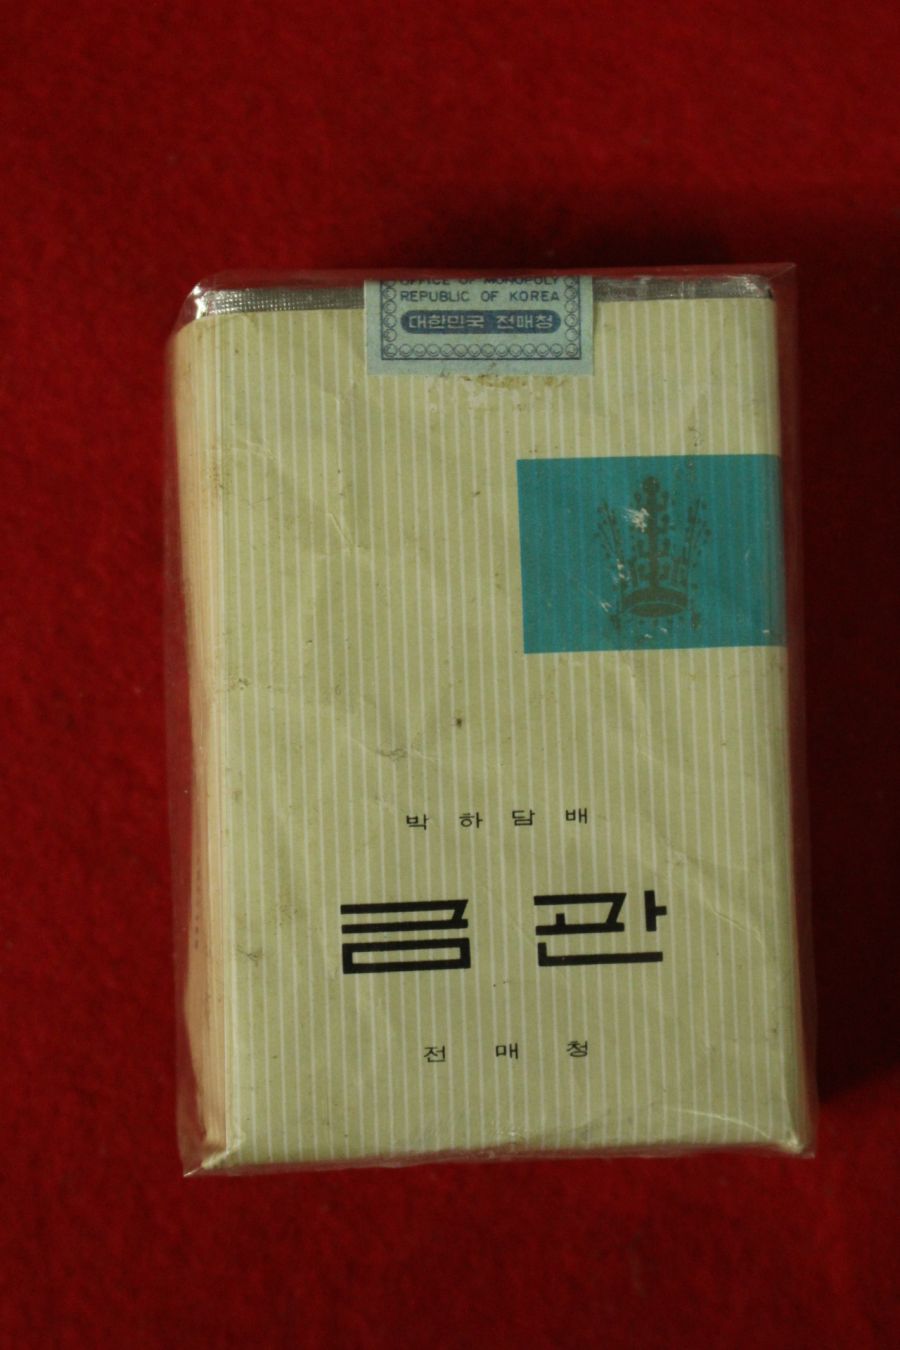 OFFICE OF MONOPOLY
REPUBLIC OF KOREA
대한민국 전매청
박하담배
금관
전매청